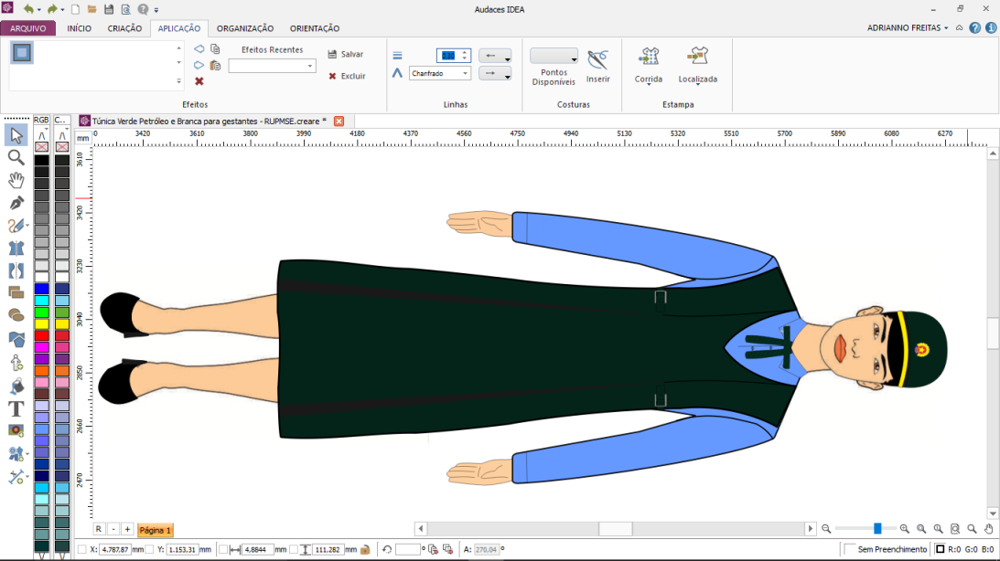 Audaces IDEA
ARQUIVO INÍCIO CRIAÇÃO APLICAÇÃO ORGANIZAÇÃO ORIENTAÇÃO ADRIANNO FREITAS
Efeitos Recentes
Salvar
Excluir
0,30
Chanfrado
Pontos
Disponíveis
Inserir
Corrida
Localizada
Efeitos Linhas Costuras Estampa
RGB C..
Túnica Verde Petróleo e Branca para gestantes - RUPMSE.creare *
mm
3420 3610 3800 3990 4180 4370 4560 4750 4940 5130 5320 5510 5700 5890 6080 6270
3610
3420
3230
3040
2850
2660
2470
R - + Página 1
X: 4.787,87 mm Y: 1.153,31 mm 4,8844 mm 111,282 mm º A: 270,04 º Sem Preenchimento R:0 G:0 B:0